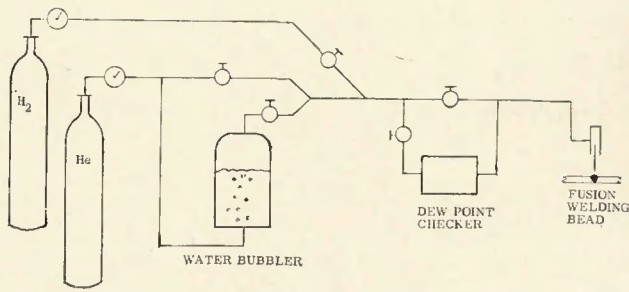 H2
He
WATER BUBBLER
DEW POINT
CHECKER
FUSION
WELDING
BEAD